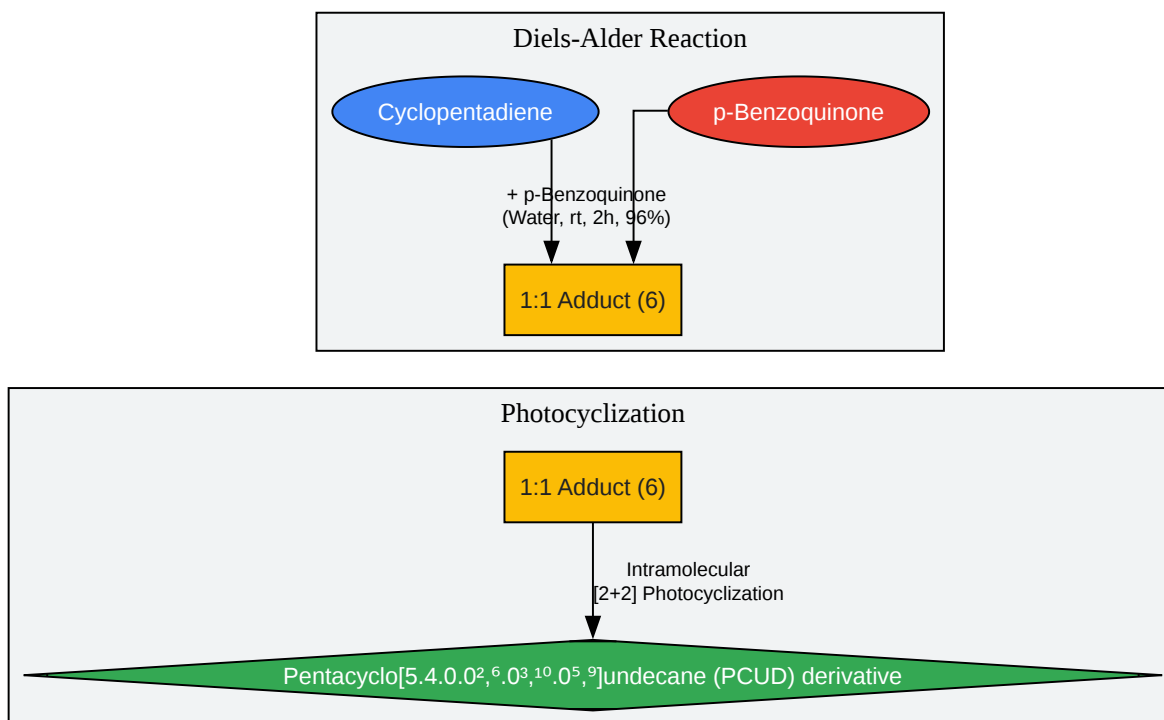 Diels-Alder Reaction
Cyclopentadiene
p-Benzoquinone
+ p-Benzoquinone
(Water, rt, 2h, 96%)
1:1 Adduct (6)
Photocyclization
1:1 Adduct (6)
Intramolecular
[2+2] Photocyclization
Pentacyclo[5.4.0.0²,⁶.0³,¹⁰.0⁵,⁹]undecane (PCUD) derivative